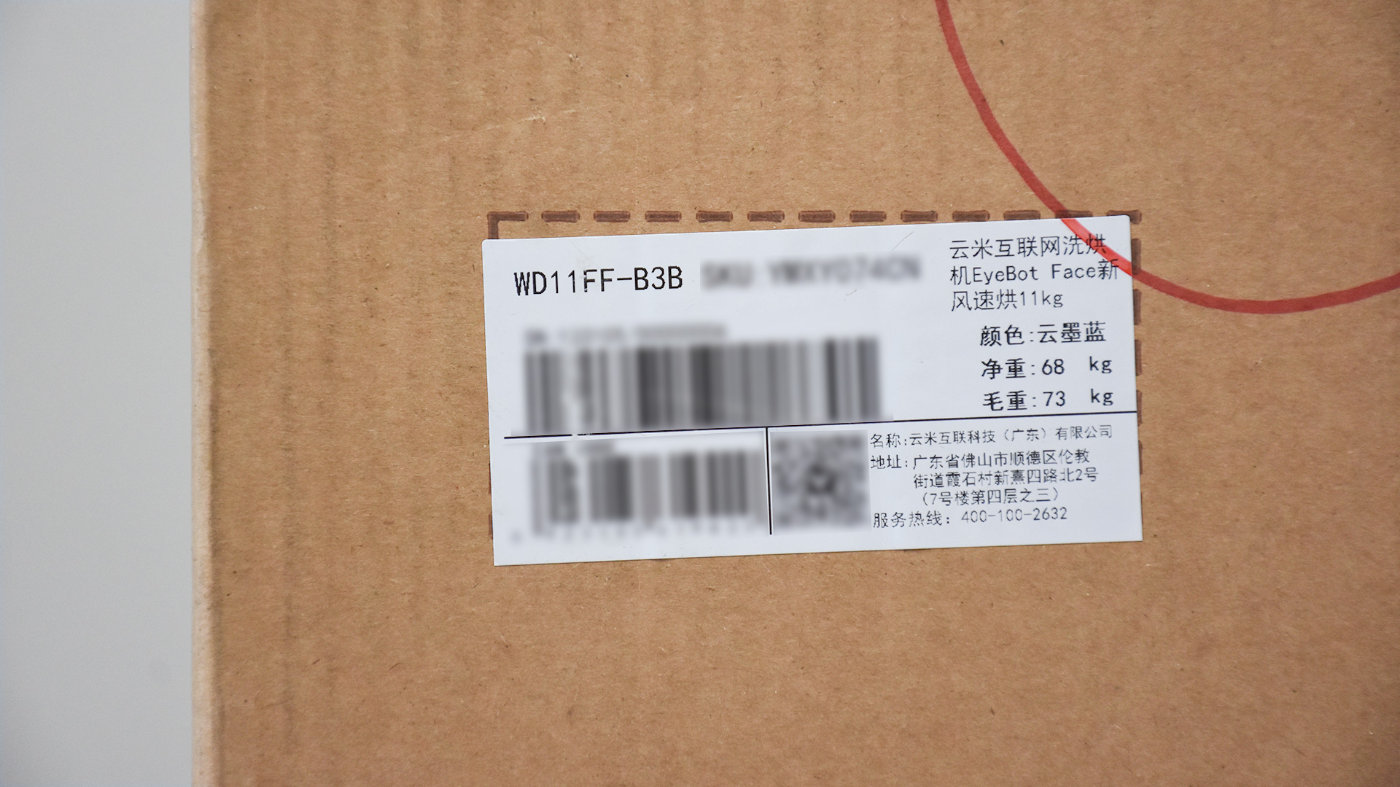 WD11FF-B3B
云米互联网洗烘
机EyeBot Face新
风速烘11kg
颜色:云墨蓝
净重:68 kg
毛重:73 kg
名称:云米互联科技（广东）有限公司
地址:广东省佛山市顺德区伦教
街道霞石村新熹四路北2号
（7号楼第四层之三）
服务热线: 400-100-2632